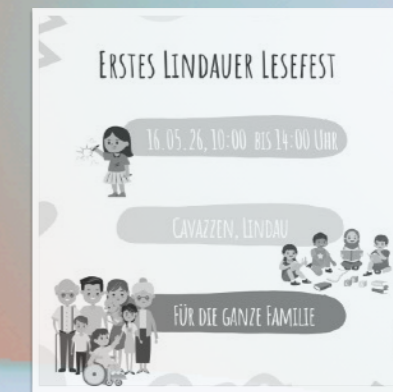 Erstes Lindauer Lesefest
16.05.26, 10:00 bis 14:00 Uhr
Cavazzen, Lindau
Für die ganze Familie